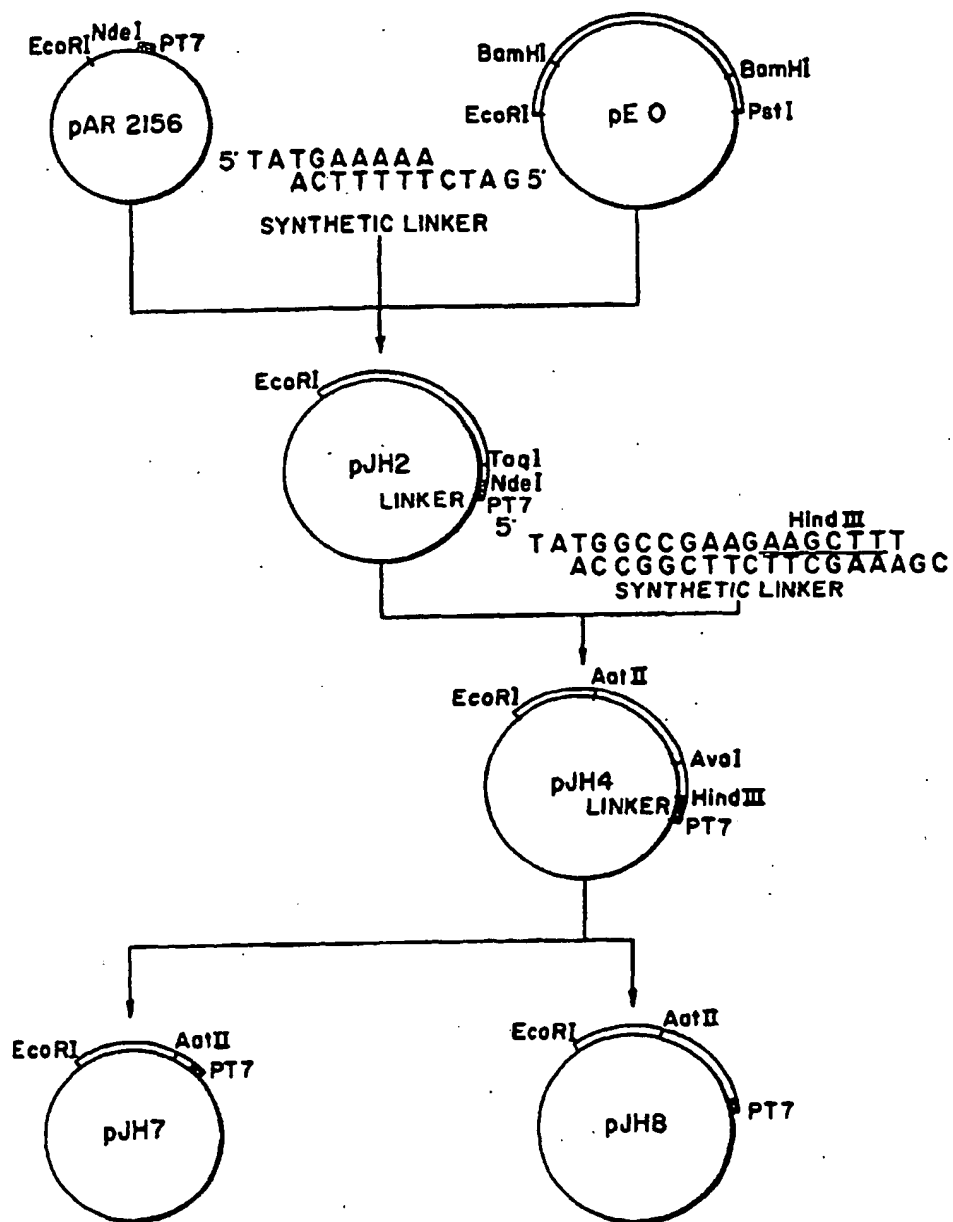 EcoRI NdeI PT7
pAR 2156
BamHI
BamHI
EcoRI
PstI
pE O
5' TATGAAAAA
ACTTTTTCTAG5'
SYNTHETIC LINKER
EcoRI
pJH2
TaqI
NdeI
LINKER
PT7
5'
HindIII
TATGGCCGAAGAAGCTTT
ACCGGCTTCTTCGAAAGC
SYNTHETIC LINKER
EcoRI
AatII
AvaI
pJH4
HindIII
LINKER
PT7
EcoRI
AatII
PT7
pJH7
EcoRI
AatII
PT7
pJH8